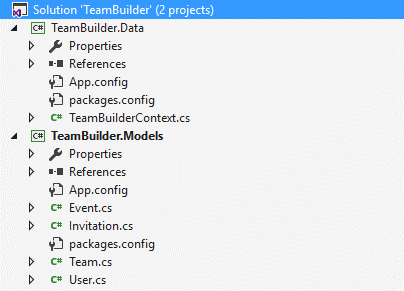 Solution 'TeamBuilder' (2 projects)
C# TeamBuilder.Data
Properties
References
App.config
packages.config
C# TeamBuilderContext.cs
C# TeamBuilder.Models
Properties
References
App.config
C# Event.cs
C# Invitation.cs
packages.config
C# Team.cs
C# User.cs